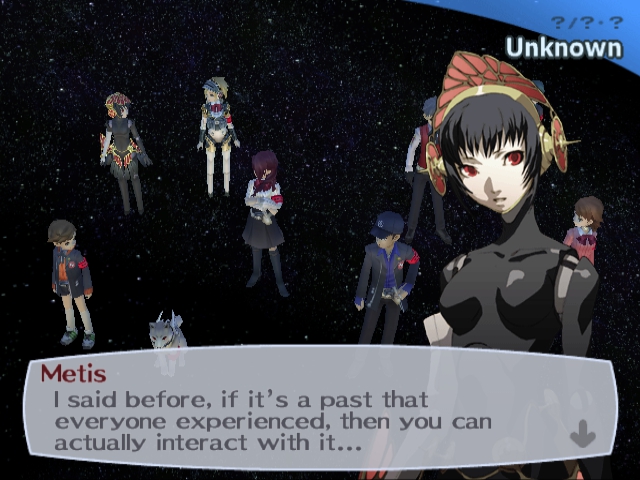 ?/?・?
Unknown
Metis
I said before, if it's a past that
everyone experienced, then you can
actually interact with it...